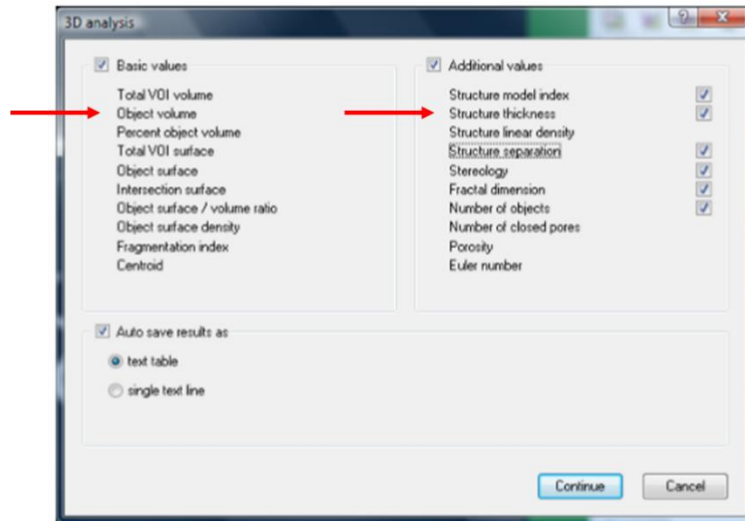 3D analysis
Basic values
Total VOI volume
Object volume
Percent object volume
Total VOI surface
Object surface
Intersection surface
Object surface / volume ratio
Object surface density
Fragmentation index
Centroid
Additional values
Structure model index
Structure thickness
Structure linear density
Structure separation
Stereology
Fractal dimension
Number of objects
Number of closed pores
Porosity
Euler number
Auto save results as
text table
single text line
Continue
Cancel